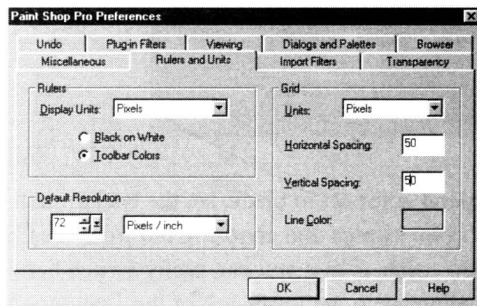 Paint Shop Pro Preferences
Undo Plug-in Filters Viewing Dialogs and Palettes Browser
Miscellaneous Rulers and Units Import Filters Transparency
Rulers
Display Units: Pixels
Black on White
Toolbar Colors
Default Resolution
72 Pixels / inch
Grid
Units: Pixels
Horizontal Spacing: 50
Vertical Spacing: 50
Line Color:
OK Cancel Help